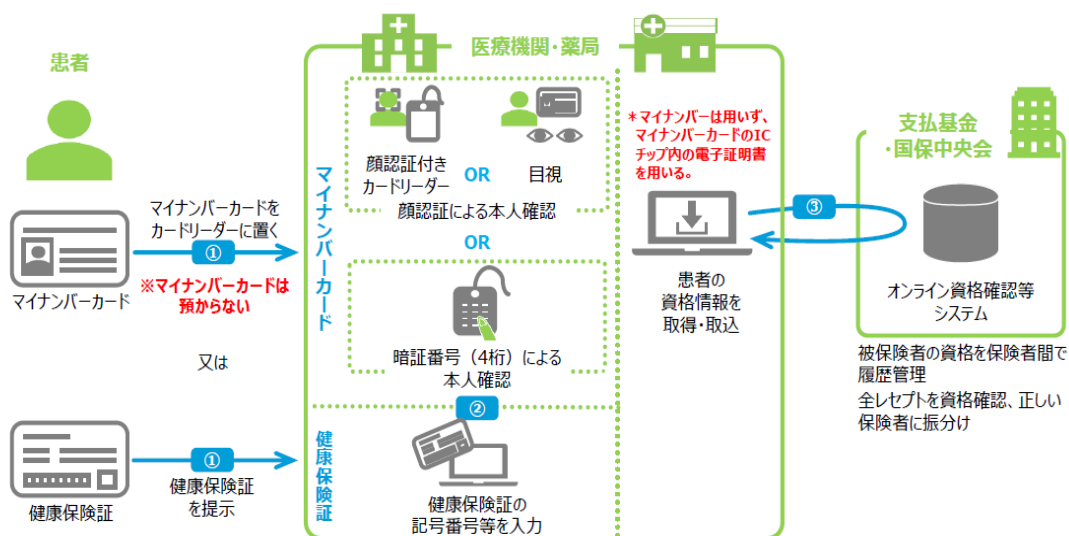 患者
マイナンバーカード
マイナンバーカードを
カードリーダーに置く
①
※マイナンバーカードは
預からない
又は
健康保険証
①
健康保険証
を提示
医療機関・薬局
マイナンバーカード
顔認証付き
カードリーダー
OR
目視
顔認証による本人確認
OR
暗証番号（4桁）による
本人確認
②
健康保険証
健康保険証の
記号番号等を入力
＊マイナンバーは用いず、
マイナンバーカードのIC
チップ内の電子証明書
を用いる。
患者の
資格情報を
取得・取込
③
支払基金
・国保中央会
オンライン資格確認等
システム
被保険者の資格を保険者間で
履歴管理
全レセプトを資格確認、正しい
保険者に振分け